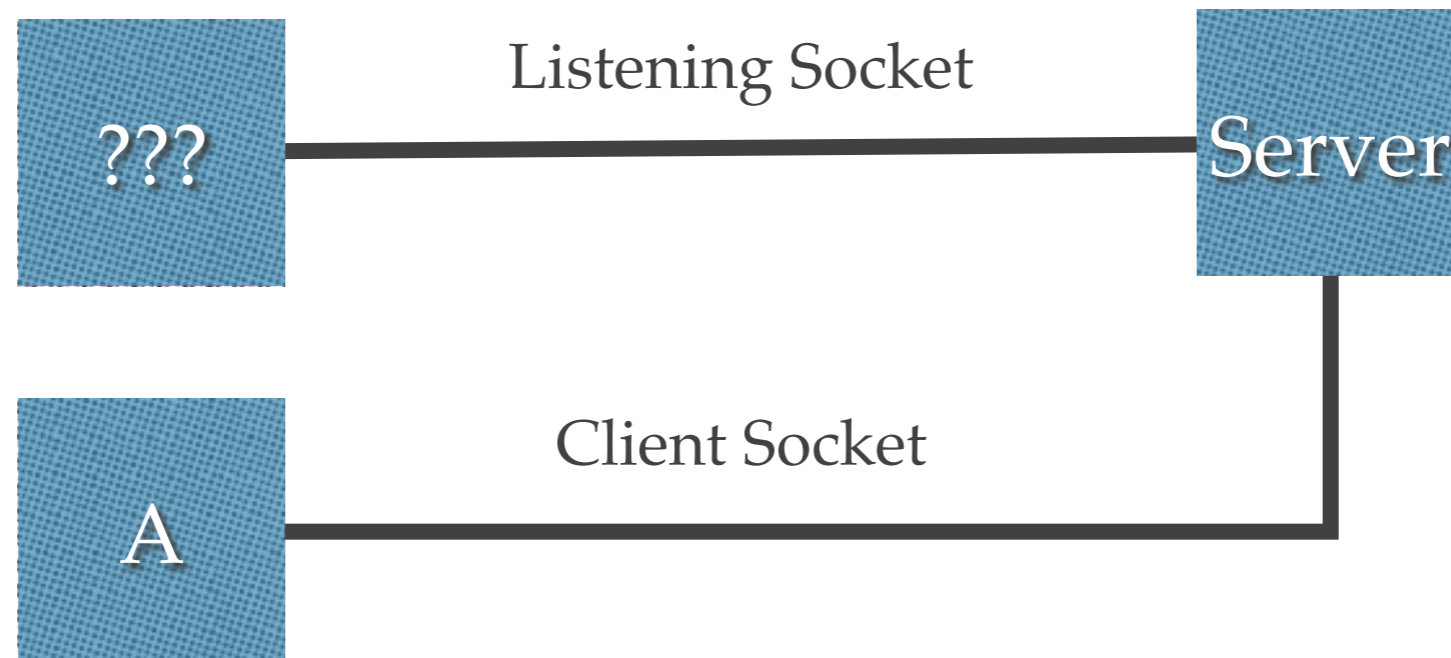 Listening Socket
???
Server
Client Socket
A